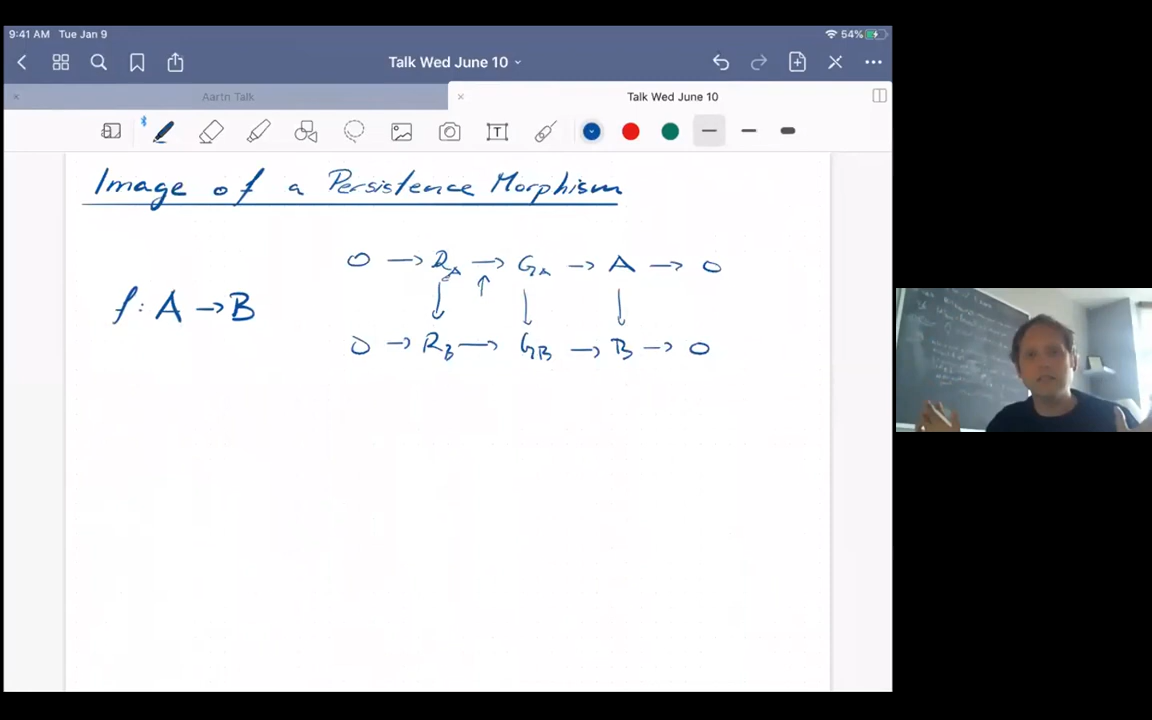 9:41 AM Tue Jan 9
54%
Talk Wed June 10
Aartn Talk
Talk Wed June 10
Image of a Persistence Morphism
0 → R_A → G_A → A → 0
f: A → B
0 → R_B → G_B → B → 0